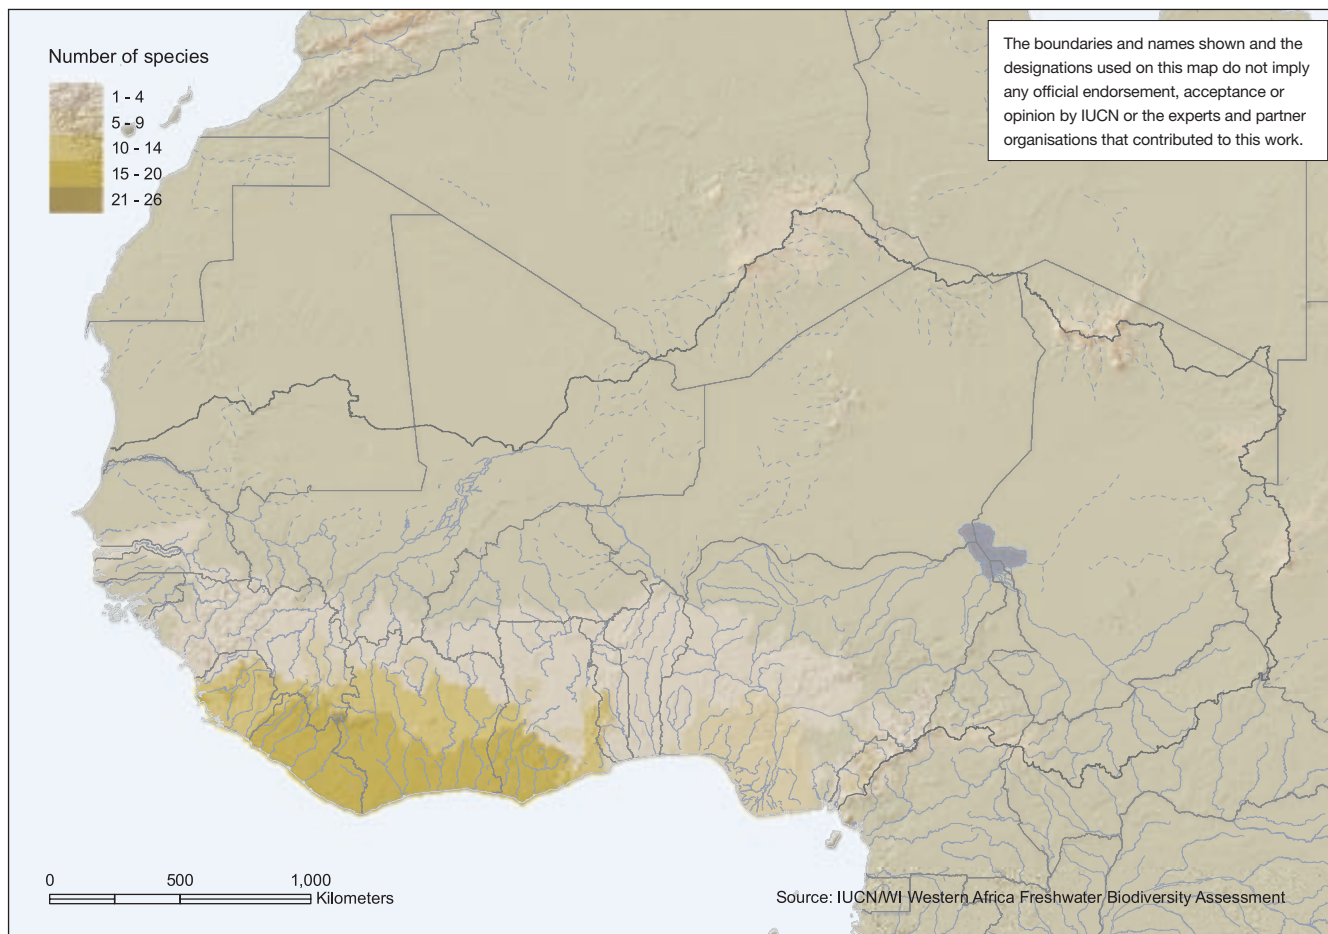 Number of species
1 - 4
5 - 9
10 - 14
15 - 20
21 - 26
The boundaries and names shown and the
designations used on this map do not imply
any official endorsement, acceptance or
opinion by IUCN or the experts and partner
organisations that contributed to this work.
0 500 1,000
Kilometers
Source: IUCN/WI Western Africa Freshwater Biodiversity Assessment